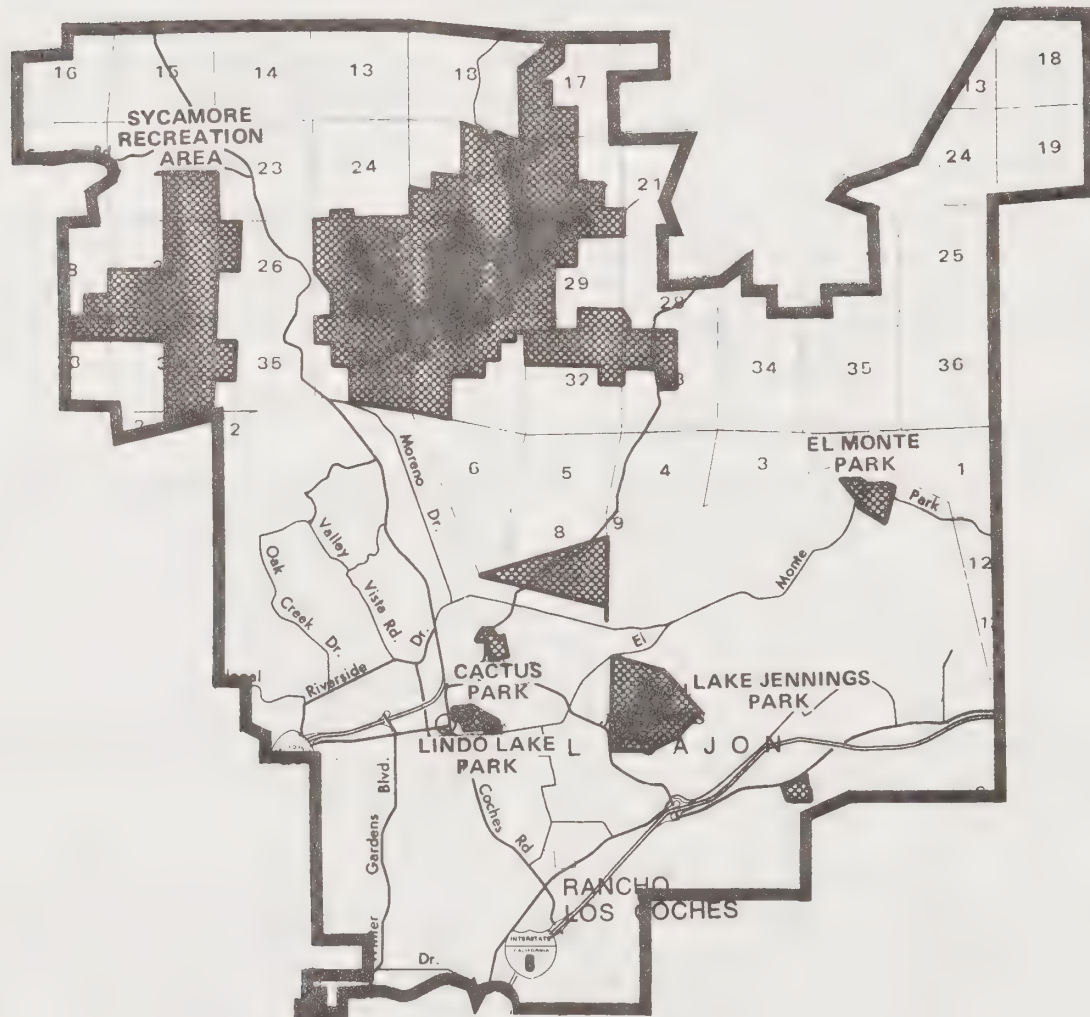 16
15
14
13
18
17
13
18
SYCAMORE
RECREATION
AREA
23
24
21
24
19
26
29
25
28
35
32
34
35
36
2
6
5
4
3
1
EL MONTE
PARK
Park
Moreno
Dr.
8
9
12
Valley
Vista Rd.
Oak
Creek
Dr.
Monte
El
Dr.
Riverside
CACTUS
PARK
LAKE JENNINGS
PARK
LINDO LAKE
PARK
L AJON
Coches
Rd
Blvd.
Gardens
RANCHO
LOS COCHES
INTERSTATE
CALIFORNIA
8
Dr.